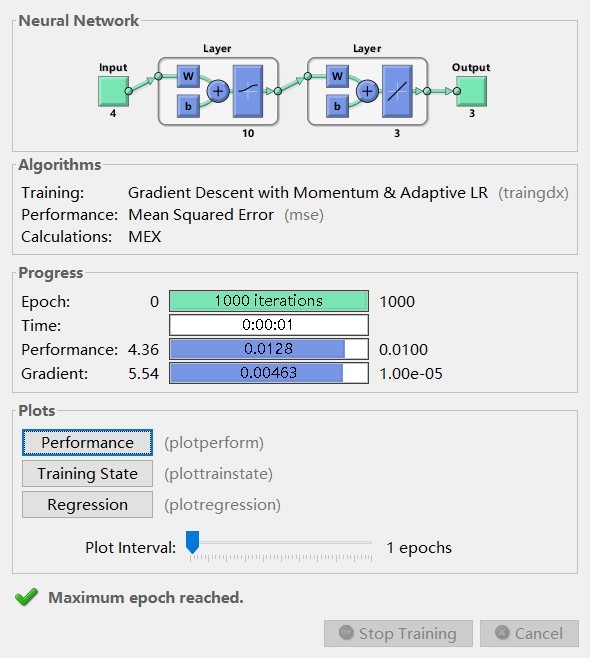 Neural Network
Layer Layer
Input Output
W W
b b
4 10 3 3
Algorithms
Training: Gradient Descent with Momentum & Adaptive LR (traingdx)
Performance: Mean Squared Error (mse)
Calculations: MEX
Progress
Epoch: 0 1000 iterations 1000
Time: 0:00:01
Performance: 4.36 0.0128 0.0100
Gradient: 5.54 0.00463 1.00e-05
Plots
Performance (plotperform)
Training State (plottrainstate)
Regression (plotregression)
Plot Interval: 1 epochs
Maximum epoch reached.
Stop Training Cancel